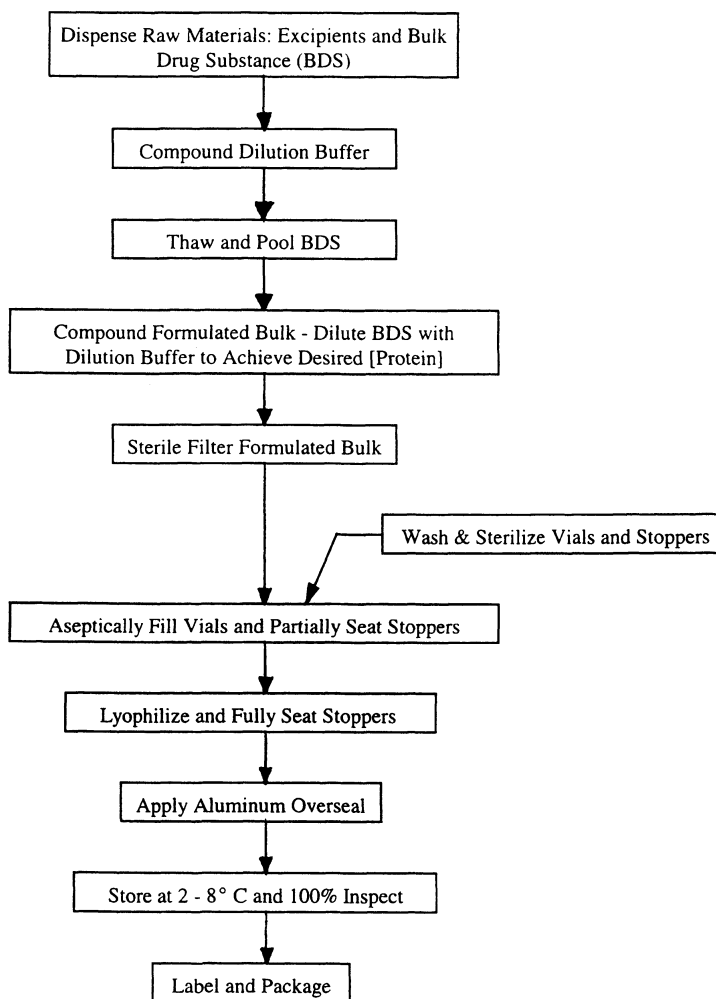 Dispense Raw Materials: Excipients and Bulk
Drug Substance (BDS)
Compound Dilution Buffer
Thaw and Pool BDS
Compound Formulated Bulk - Dilute BDS with
Dilution Buffer to Achieve Desired [Protein]
Sterile Filter Formulated Bulk
Wash & Sterilize Vials and Stoppers
Aseptically Fill Vials and Partially Seat Stoppers
Lyophilize and Fully Seat Stoppers
Apply Aluminum Overseal
Store at 2 - 8° C and 100% Inspect
Label and Package